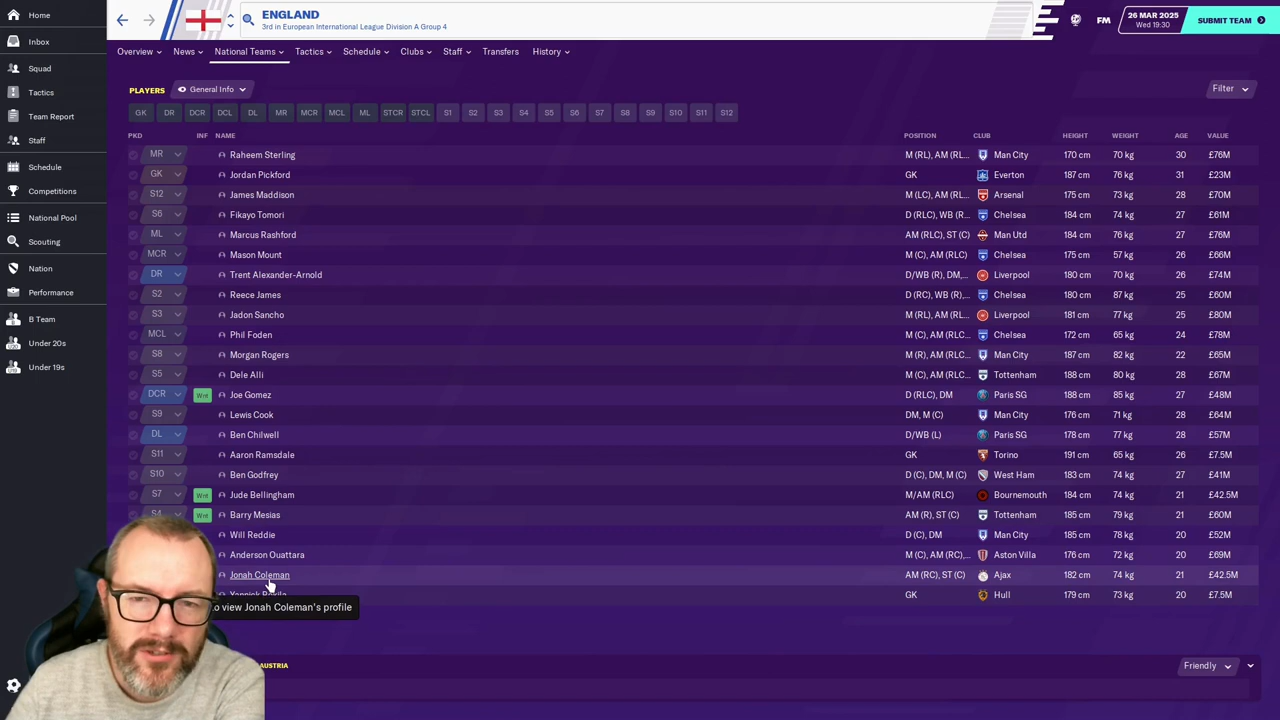 Home
Inbox
Squad
Tactics
Team Report
Staff
Schedule
Competitions
National Pool
Scouting
Nation
Performance
B Team
Under 20s
Under 19s
ENGLAND
3rd in European International League Division A Group 4
FM
26 MAR 2025
Wed 19:30
SUBMIT TEAM
Overview News National Teams Tactics Schedule Clubs Staff Transfers History
PLAYERS General Info Filter
GK DR DCR DCL DL MR MCR MCL ML STCR STCL S1 S2 S3 S4 S5 S6 S7 S8 S9 S10 S11 S12
PKD INF NAME POSITION CLUB HEIGHT WEIGHT AGE VALUE
MR Raheem Sterling M (RL), AM (RL... Man City 170 cm 70 kg 30 £76M
GK Jordan Pickford GK Everton 187 cm 76 kg 31 £23M
S12 James Maddison M (LC), AM (RL... Arsenal 175 cm 73 kg 28 £70M
S6 Fikayo Tomori D (RLC), WB (R... Chelsea 184 cm 74 kg 27 £61M
ML Marcus Rashford AM (RLC), ST (C) Man Utd 184 cm 76 kg 27 £76M
MCR Mason Mount M (C), AM (RLC) Chelsea 175 cm 57 kg 26 £66M
DR Trent Alexander-Arnold D/WB (R), DM,... Liverpool 180 cm 70 kg 26 £74M
S2 Reece James D (RC), WB (R),... Chelsea 180 cm 87 kg 25 £60M
S3 Jadon Sancho M (RL), AM (RL... Liverpool 181 cm 77 kg 25 £80M
MCL Phil Foden M (C), AM (RLC... Chelsea 172 cm 65 kg 24 £78M
S8 Morgan Rogers M (R), AM (RLC... Man City 187 cm 82 kg 22 £65M
S5 Dele Alli M (C), AM (RLC... Tottenham 188 cm 80 kg 28 £67M
DCR Wnt Joe Gomez D (RLC), DM Paris SG 188 cm 85 kg 27 £48M
S9 Lewis Cook DM, M (C) Man City 176 cm 71 kg 28 £64M
DL Ben Chilwell D/WB (L) Paris SG 178 cm 77 kg 28 £57M
S11 Aaron Ramsdale GK Torino 191 cm 65 kg 26 £7.5M
S10 Ben Godfrey D (C), DM, M (C) West Ham 183 cm 74 kg 27 £41M
S7 Wnt Jude Bellingham M/AM (RLC) Bournemouth 184 cm 74 kg 21 £42.5M
S4 Wnt Barry Mesias AM (R), ST (C) Tottenham 185 cm 79 kg 21 £60M
Will Reddie D (C), DM Man City 185 cm 78 kg 20 £52M
Anderson Ouattara M (C), AM (RC),... Aston Villa 176 cm 72 kg 20 £69M
Jonah Coleman AM (RC), ST (C) Ajax 182 cm 74 kg 21 £42.5M
Yannick GK Hull 179 cm 73 kg 20 £7.5M
to view Jonah Coleman's profile
AUSTRIA Friendly